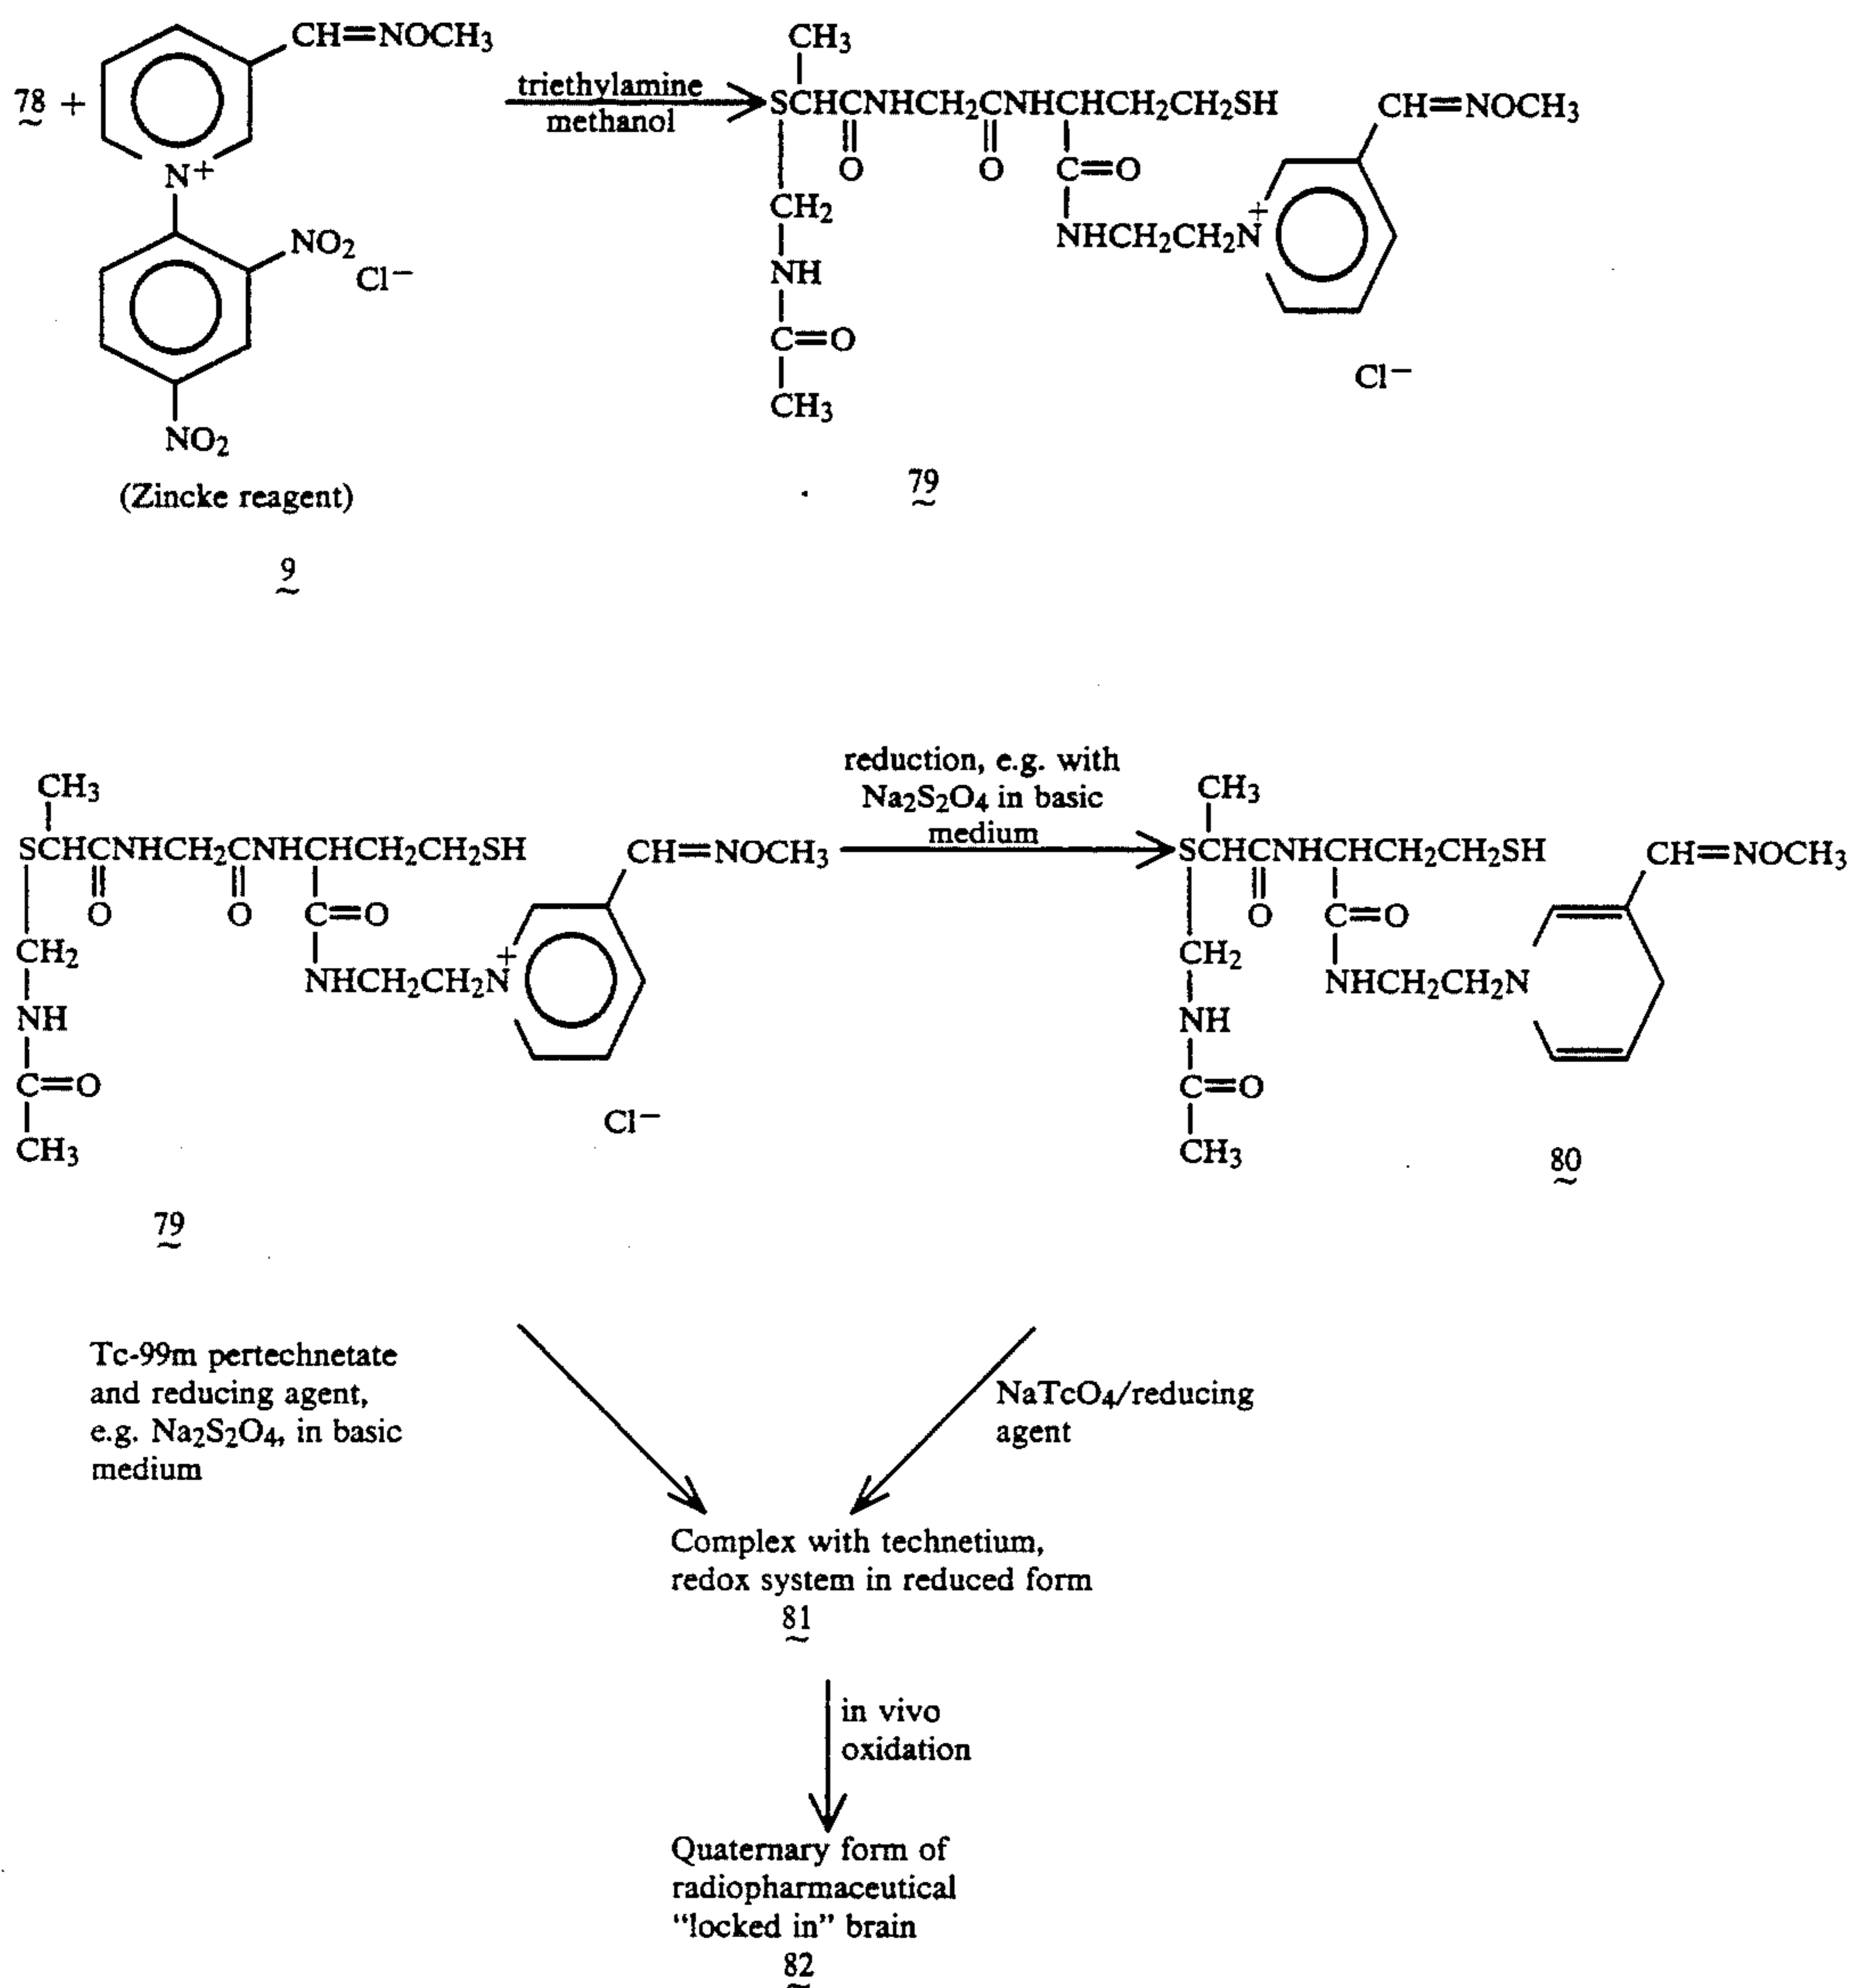 CH=NOCH3
78 +
N+
NO2
Cl−
NO2
(Zincke reagent)
9
triethylamine
methanol
CH3
SCHCNHCH2CNHCHCH2CH2SH
O
O
C=O
CH2
NHCH2CH2N+
NH
C=O
CH3
CH=NOCH3
Cl−
79
CH3
SCHCNHCH2CNHCHCH2CH2SH
O
O
C=O
CH2
NHCH2CH2N+
NH
C=O
CH3
CH=NOCH3
Cl−
79
reduction, e.g. with
Na2S2O4 in basic
medium
CH3
SCHCNHCHCH2CH2SH
O
C=O
CH2
NHCH2CH2N
NH
C=O
CH3
CH=NOCH3
80
Tc-99m pertechnetate
and reducing agent,
e.g. Na2S2O4, in basic
medium
NaTcO4/reducing
agent
Complex with technetium,
redox system in reduced form
81
in vivo
oxidation
Quaternary form of
radiopharmaceutical
“locked in” brain
82